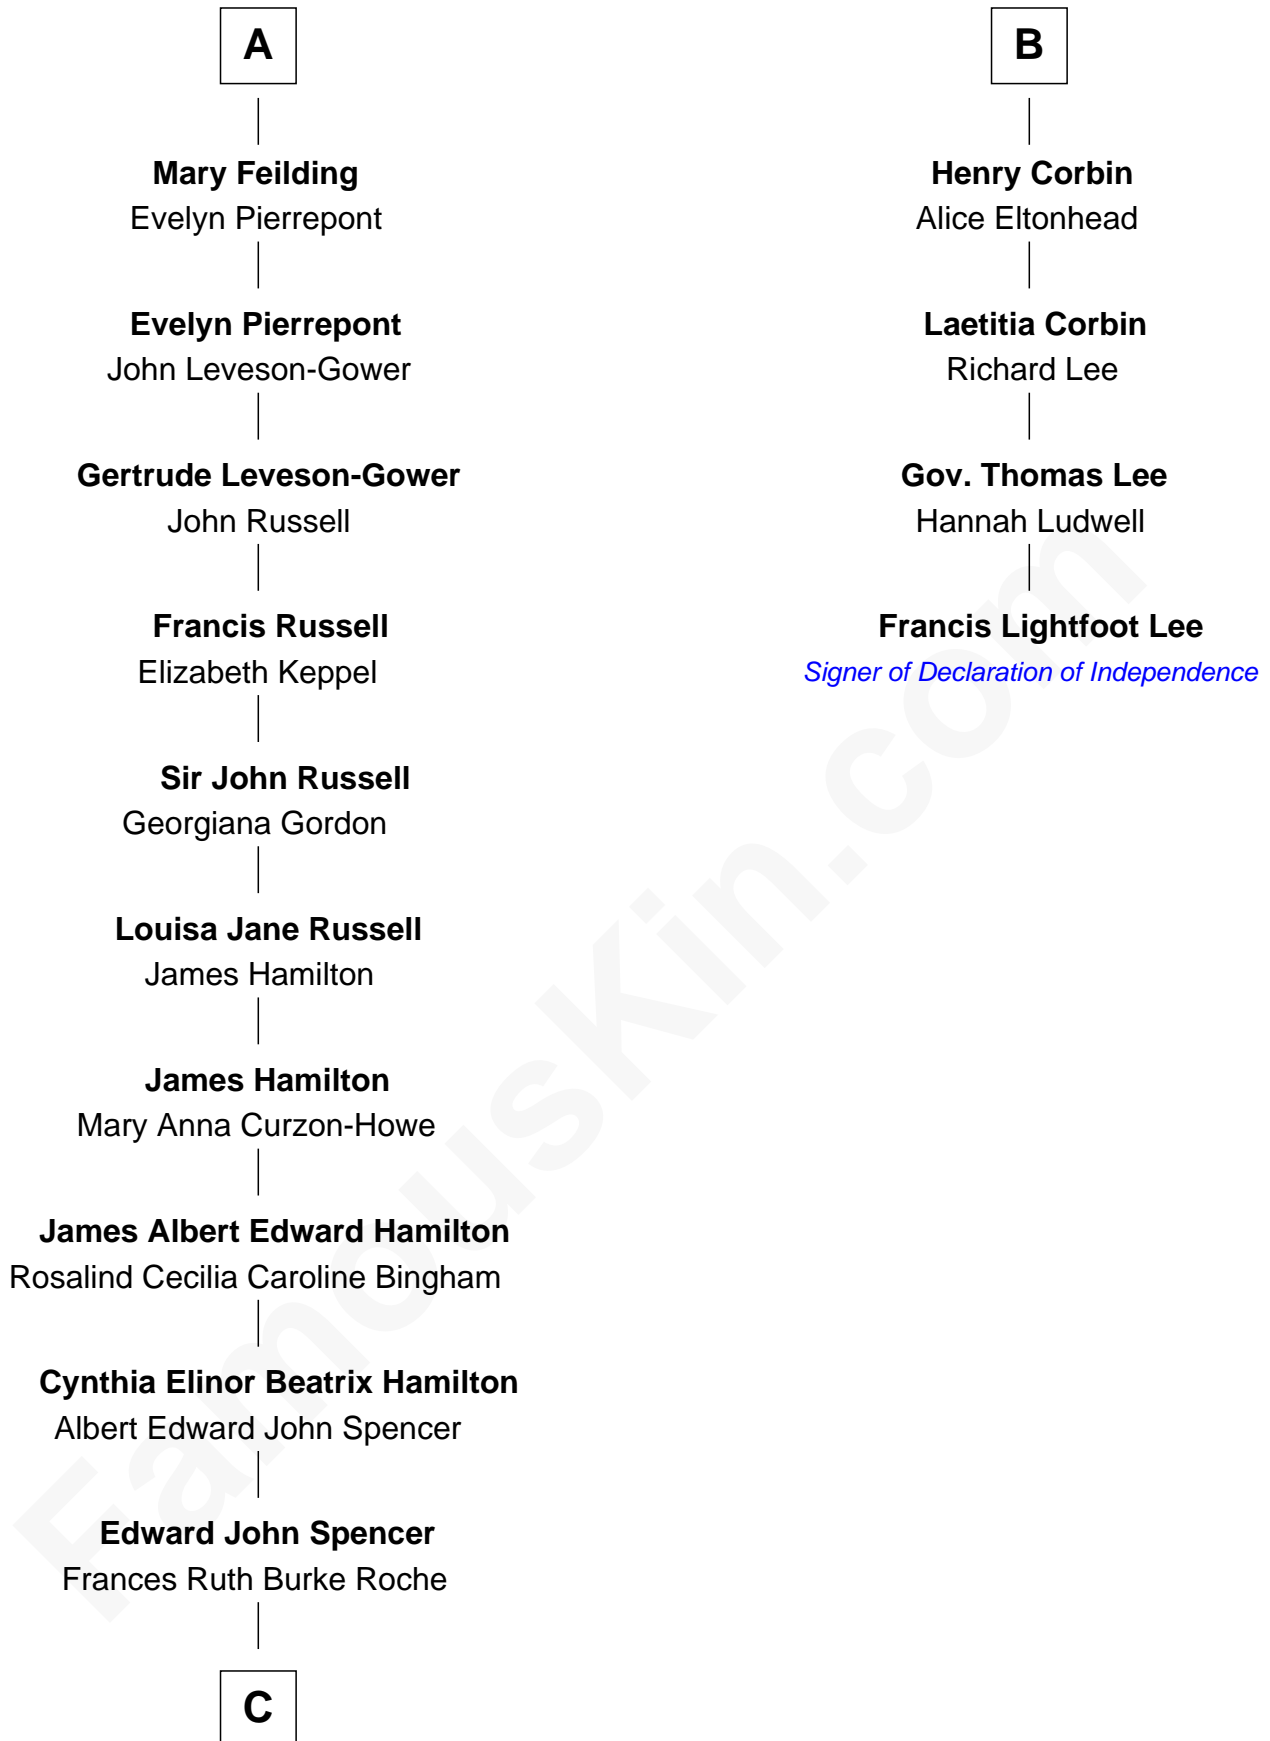 A
Mary Feilding
Evelyn Pierrepont
Evelyn Pierrepont
John Leveson-Gower
Gertrude Leveson-Gower
John Russell
Francis Russell
Elizabeth Keppel
Sir John Russell
Georgiana Gordon
Louisa Jane Russell
James Hamilton
James Hamilton
Mary Anna Curzon-Howe
James Albert Edward Hamilton
Rosalind Cecilia Caroline Bingham
Cynthia Elinor Beatrix Hamilton
Albert Edward John Spencer
Edward John Spencer
Frances Ruth Burke Roche
C
B
Henry Corbin
Alice Eltonhead
Laetitia Corbin
Richard Lee
Gov. Thomas Lee
Hannah Ludwell
Francis Lightfoot Lee
Signer of Declaration of Independence
FamousKin.com